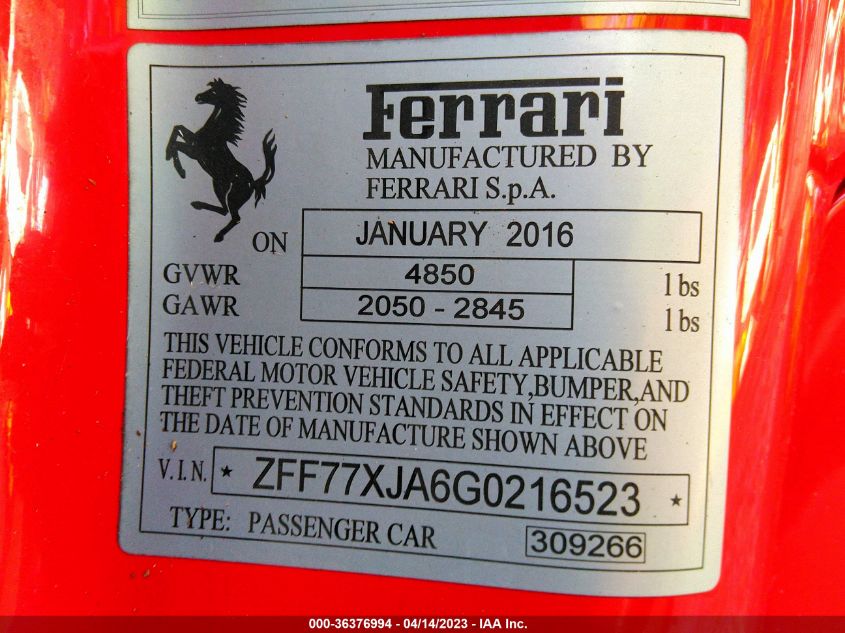 Ferrari
MANUFACTURED BY
FERRARI S.p.A.
ON JANUARY 2016
GVWR 4850 lbs
GAWR 2050 - 2845 lbs
THIS VEHICLE CONFORMS TO ALL APPLICABLE
FEDERAL MOTOR VEHICLE SAFETY,BUMPER,AND
THEFT PREVENTION STANDARDS IN EFFECT ON
THE DATE OF MANUFACTURE SHOWN ABOVE
V.I.N. * ZFF77XJA6G0216523 *
TYPE: PASSENGER CAR 309266
000-36376994 - 04/14/2023 - IAA Inc.